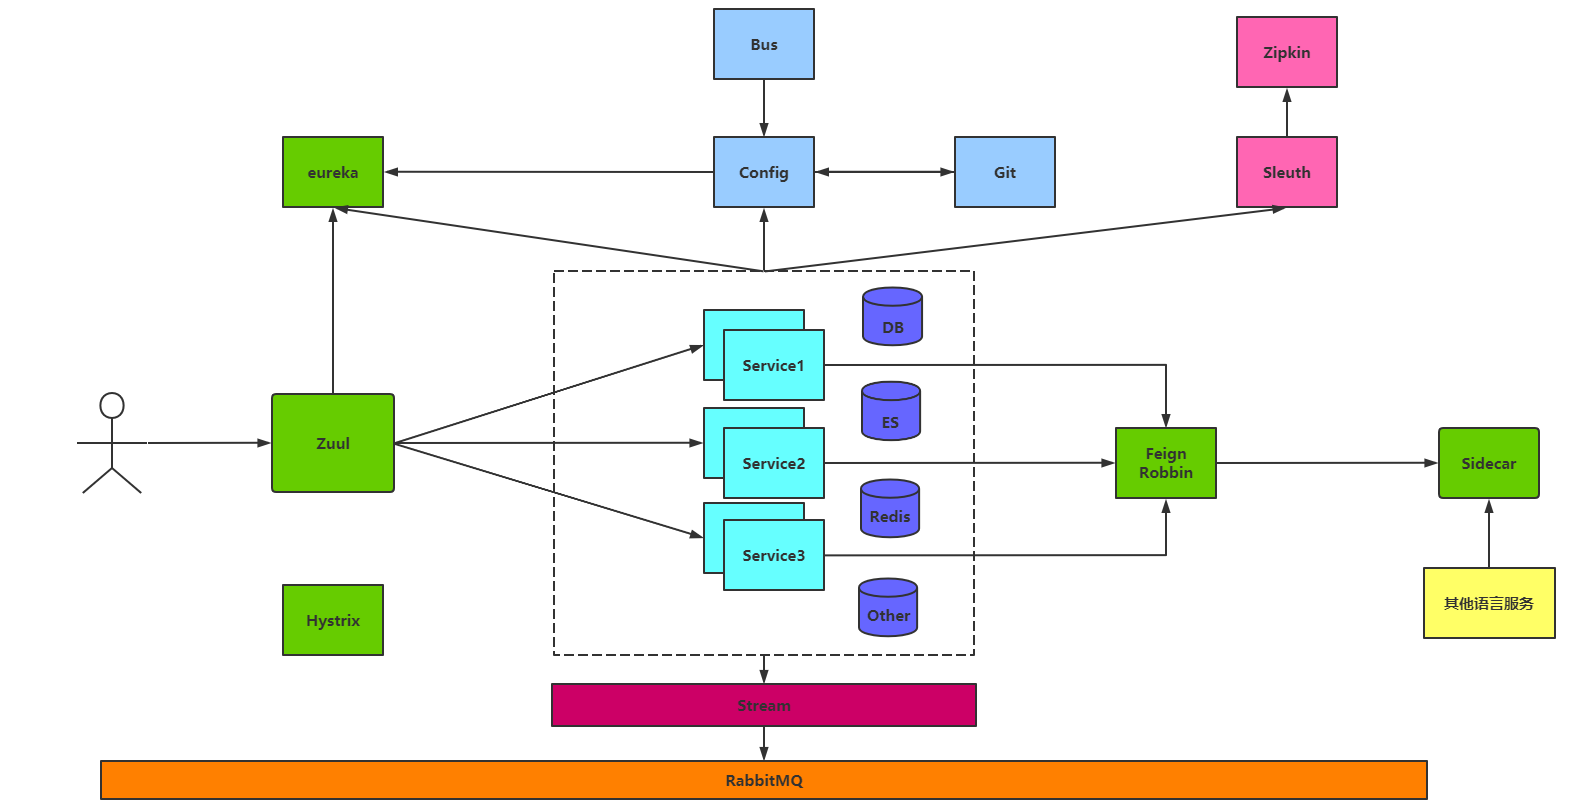 Bus
Zipkin
eureka
Config
Git
Sleuth
DB
Service1
ES
Zuul
Service2
Feign
Robbin
Sidecar
Redis
Service3
其他语言服务
Hystrix
Other
Stream
RabbitMQ